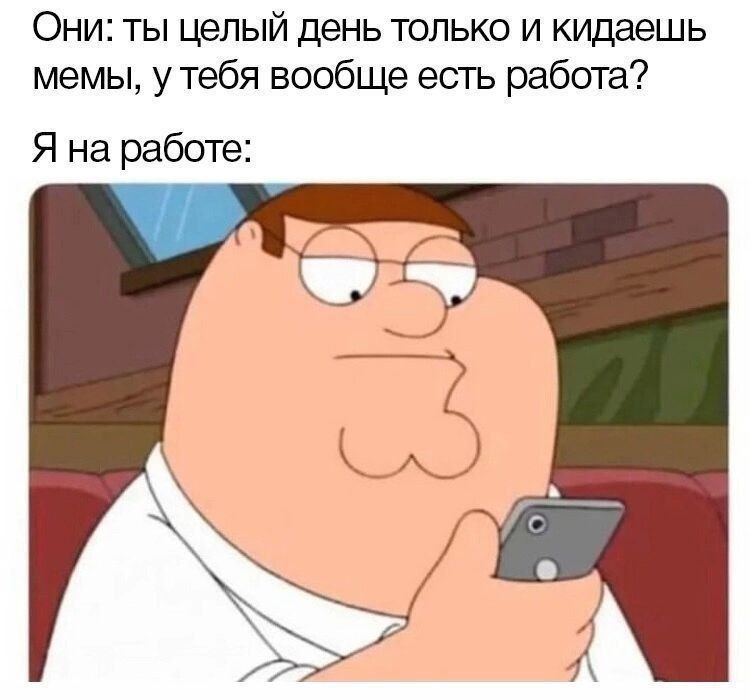 Они: ты целый день только и кидаешь
мемы, у тебя вообще есть работа?
Я на работе: